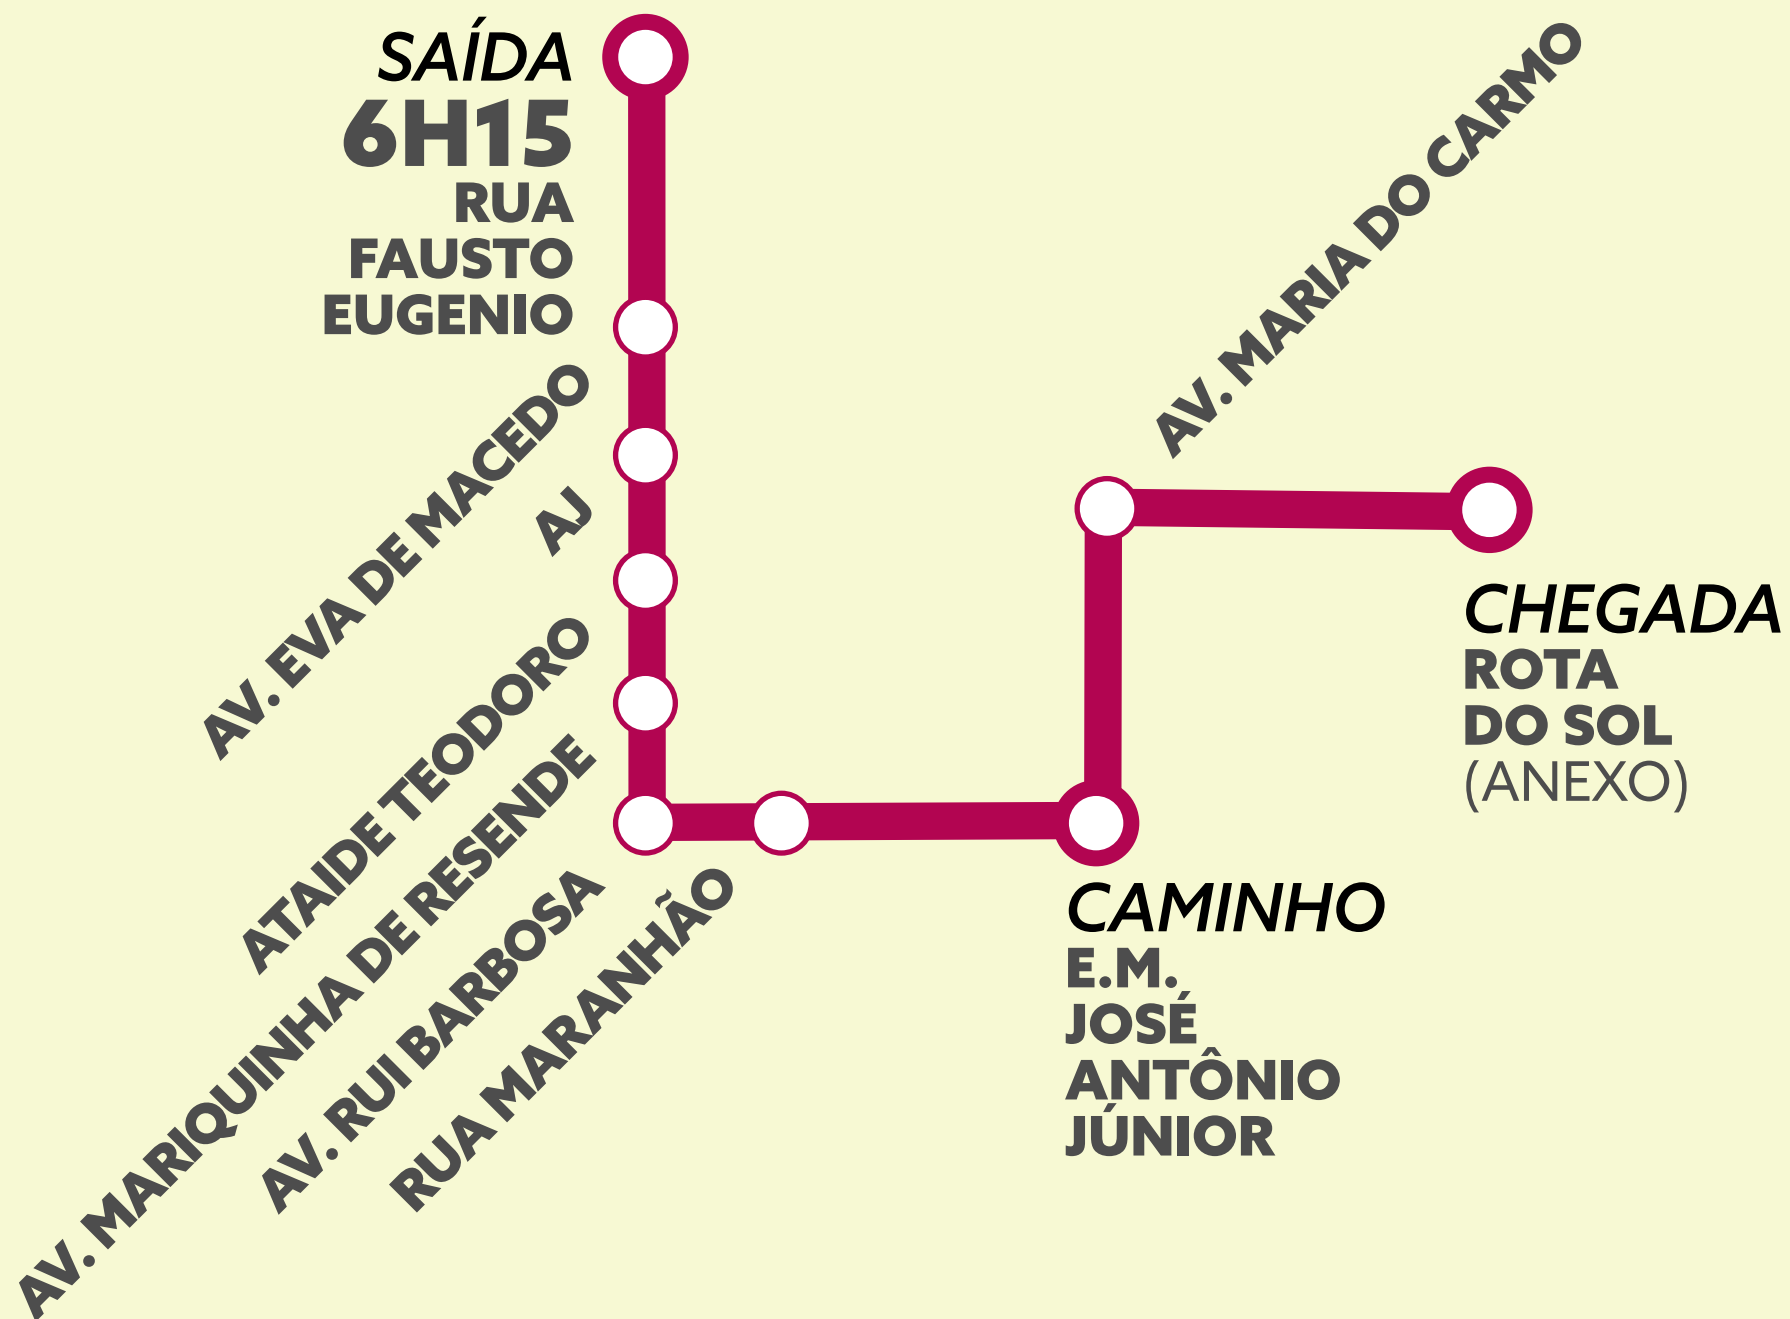 SAÍDA
6H15
RUA
FAUSTO
EUGENIO
AV. EVA DE MACEDO
AJ
ATAIDE TEODORO
AV. MARIQUINHA DE RESENDE
AV. RUI BARBOSA
RUA MARANHÃO
CAMINHO
E.M.
JOSÉ
ANTÔNIO
JÚNIOR
AV. MARIA DO CARMO
CHEGADA
ROTA
DO SOL
(ANEXO)